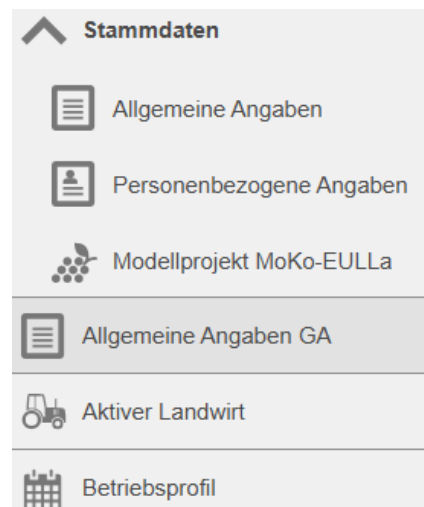 Stammdaten
Allgemeine Angaben
Personenbezogene Angaben
Modellprojekt MoKo-EULLa
Allgemeine Angaben GA
Aktiver Landwirt
Betriebsprofil